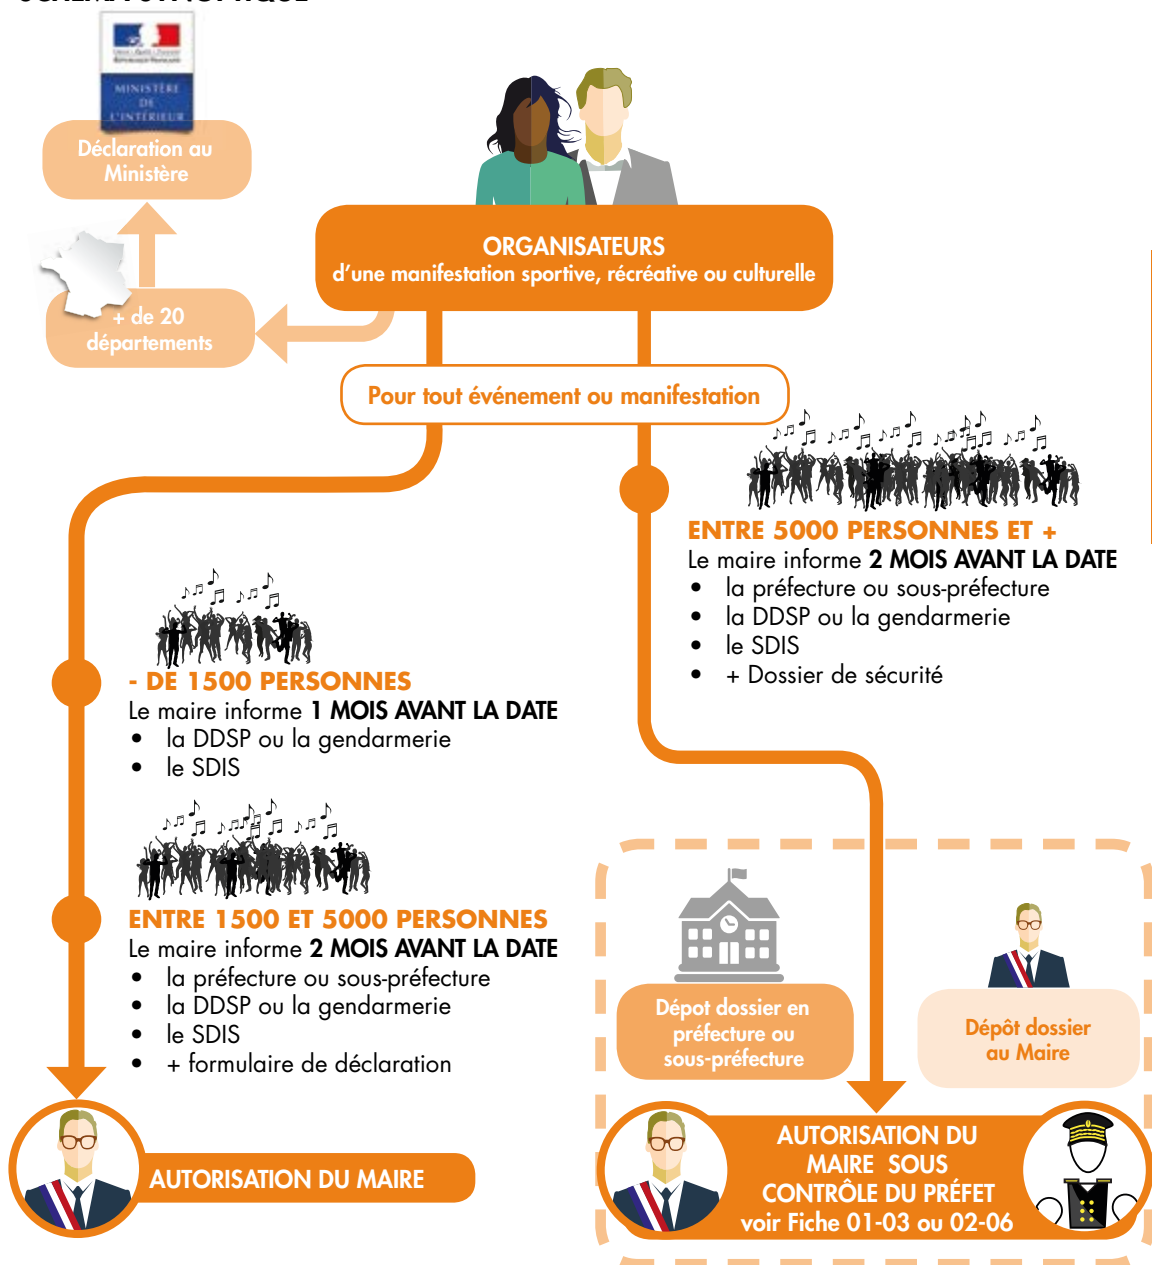 MINISTÈRE
DE
L'INTÉRIEUR
Déclaration au
Ministère
+ de 20
départements
ORGANISATEURS
d'une manifestation sportive, récréative ou culturelle
Pour tout événement ou manifestation
ENTRE 5000 PERSONNES ET +
Le maire informe 2 MOIS AVANT LA DATE
• la préfecture ou sous-préfecture
• la DDSP ou la gendarmerie
• le SDIS
• + Dossier de sécurité
- DE 1500 PERSONNES
Le maire informe 1 MOIS AVANT LA DATE
• la DDSP ou la gendarmerie
• le SDIS
ENTRE 1500 ET 5000 PERSONNES
Le maire informe 2 MOIS AVANT LA DATE
• la préfecture ou sous-préfecture
• la DDSP ou la gendarmerie
• le SDIS
• + formulaire de déclaration
AUTORISATION DU MAIRE
Dépot dossier en
préfecture ou
sous-préfecture
Dépôt dossier
au Maire
AUTORISATION DU
MAIRE SOUS
CONTRÔLE DU PRÉFET
voir Fiche 01-03 ou 02-06